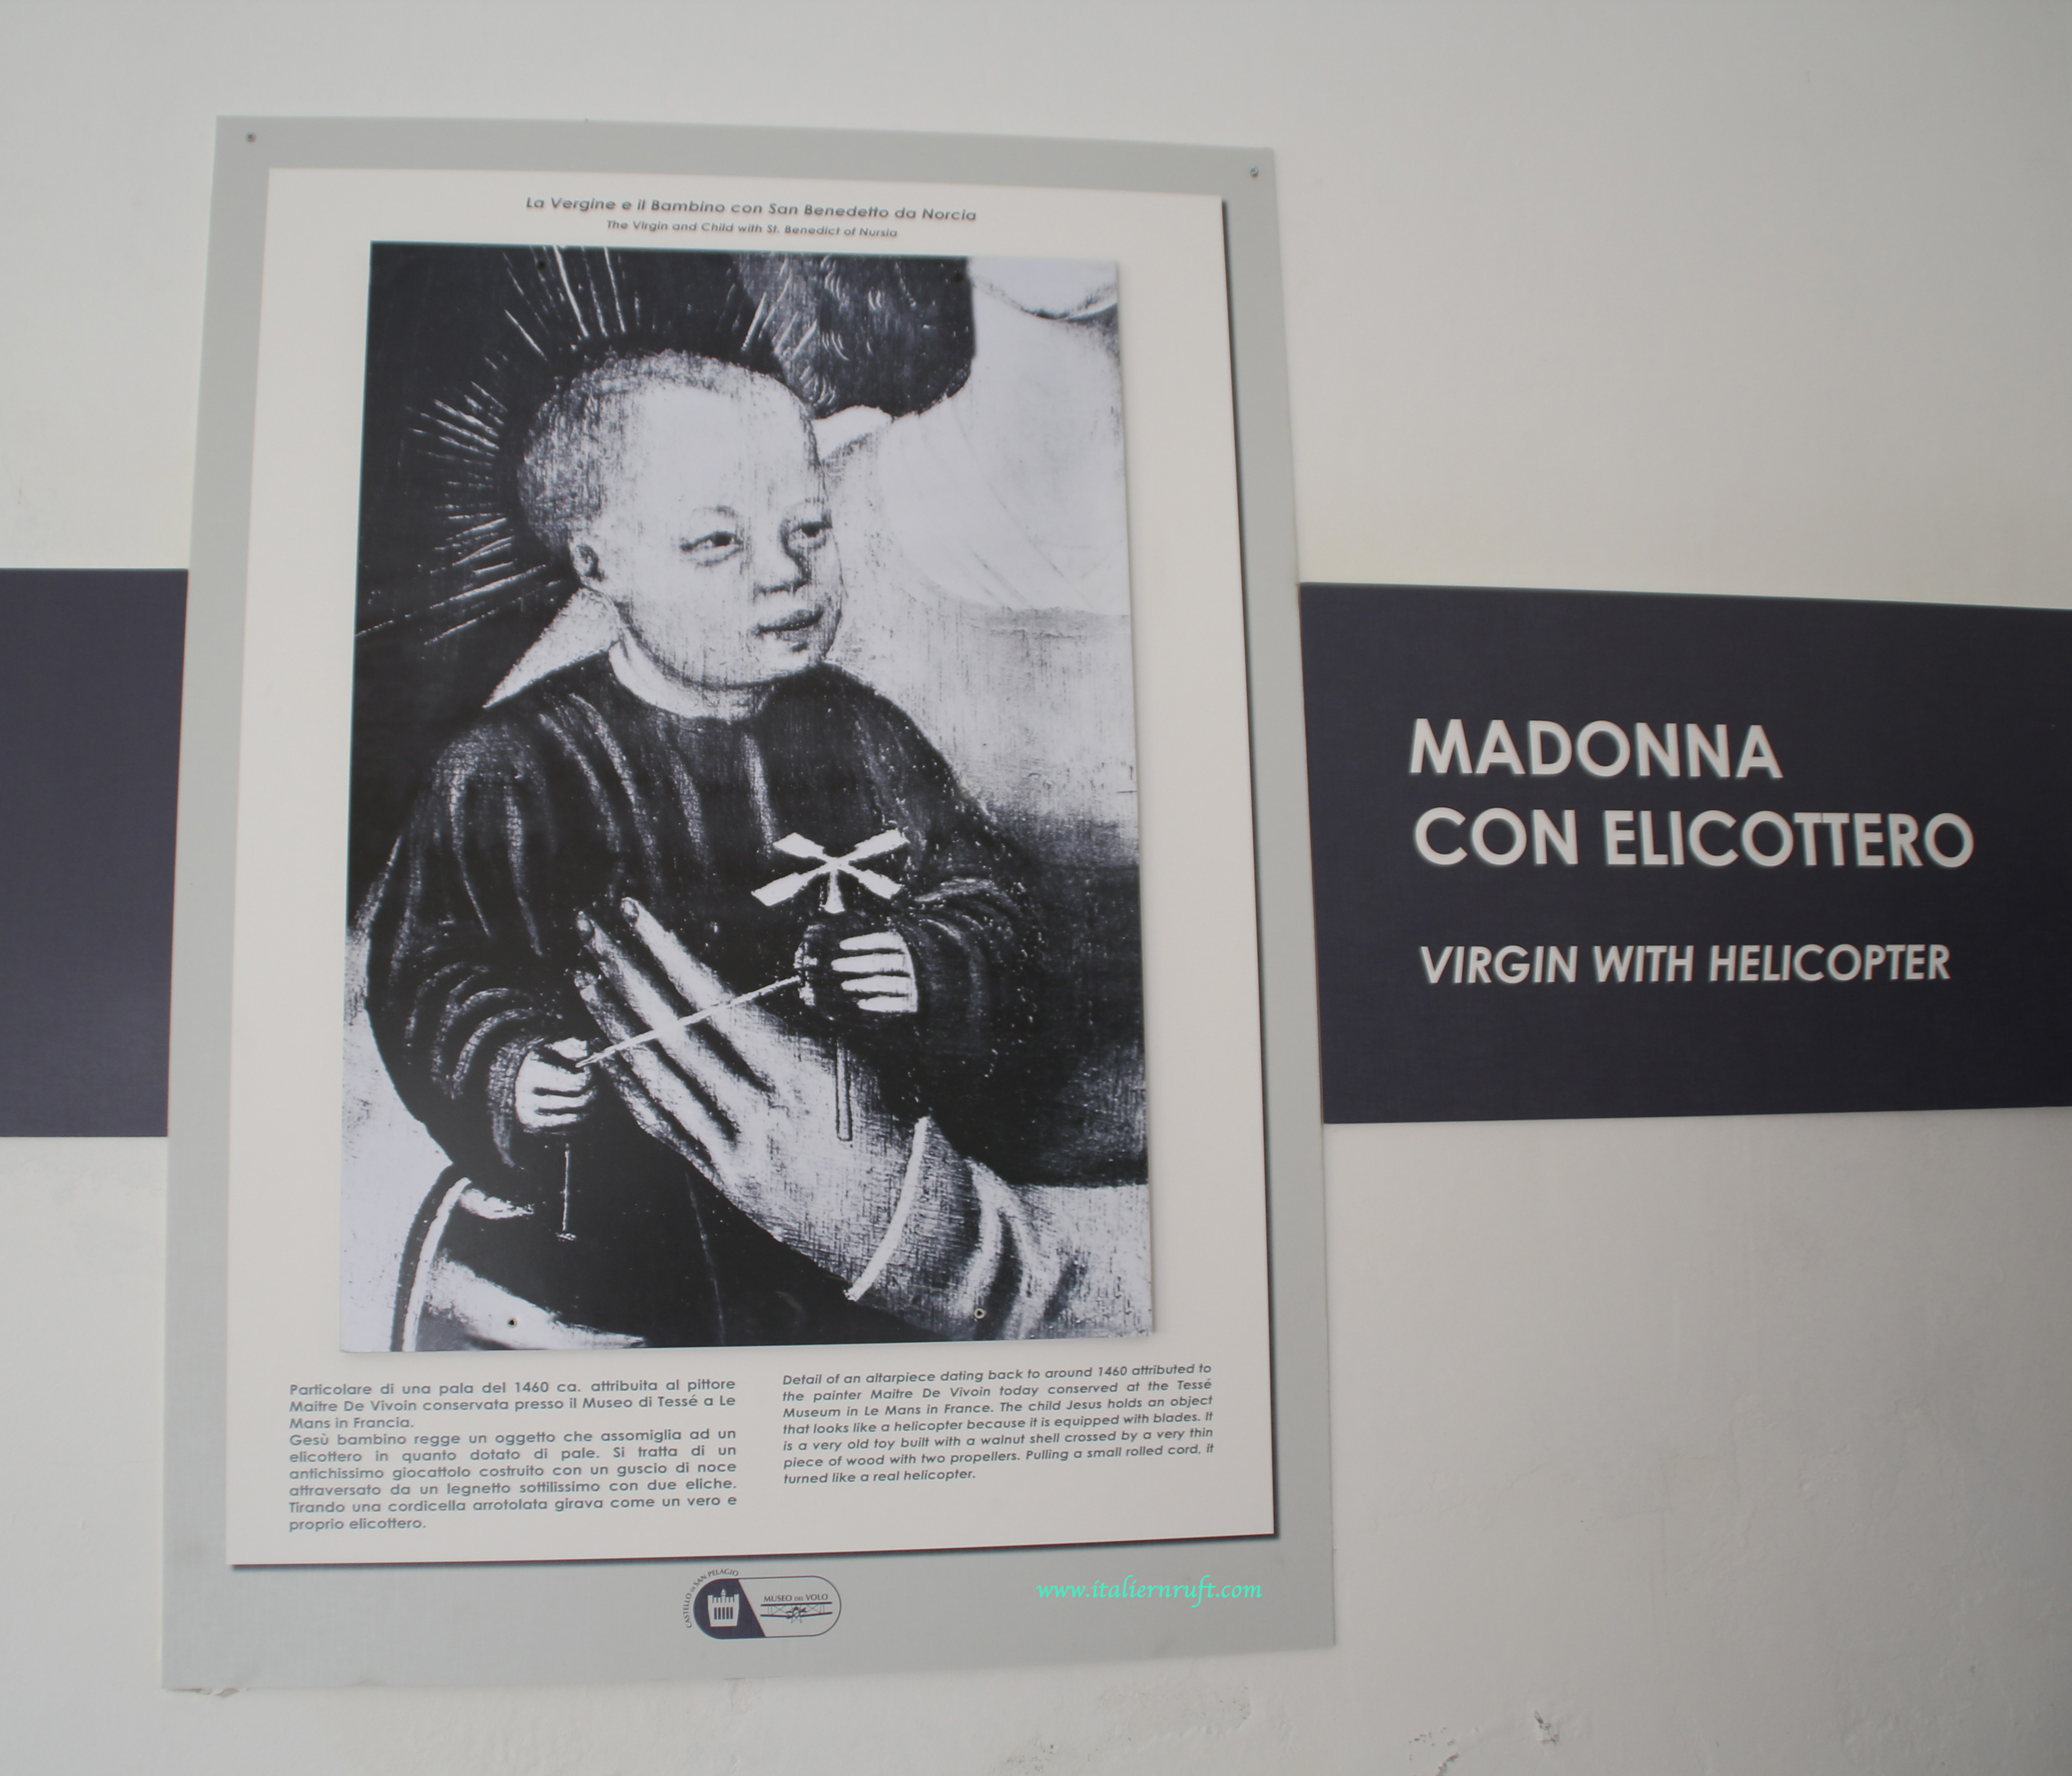 La Vergine e il Bambino con San Benedetto da Norcia
The Virgin and Child with St. Benedict of Nursia
MADONNA
CON ELICOTTERO
VIRGIN WITH HELICOPTER
Particolare di una pala del 1460 ca. attribuita al pittore
Maitre De Vivoin conservata presso il Museo di Tessé a Le
Mans in Francia.
Gesù bambino regge un oggetto che assomiglia ad un
elicottero in quanto dotato di pale. Si tratta di un
antichissimo giocattolo costruito con un guscio di noce
attraversato da un legnetto sottilissimo con due eliche.
Tirando una cordicella arrotolata girava come un vero e
proprio elicottero.
Detail of an altarpiece dating back to around 1460 attributed to
the painter Maitre De Vivoin today conserved at the Tessé
Museum in Le Mans in France. The child Jesus holds an object
that looks like a helicopter because it is equipped with blades. It
is a very old toy built with a walnut shell crossed by a very thin
piece of wood with two propellers. Pulling a small rolled cord, it
turned like a real helicopter.
CASTELLO DI SAN PELAGIO
MUSEO DEL VOLO
www.italiernruft.com